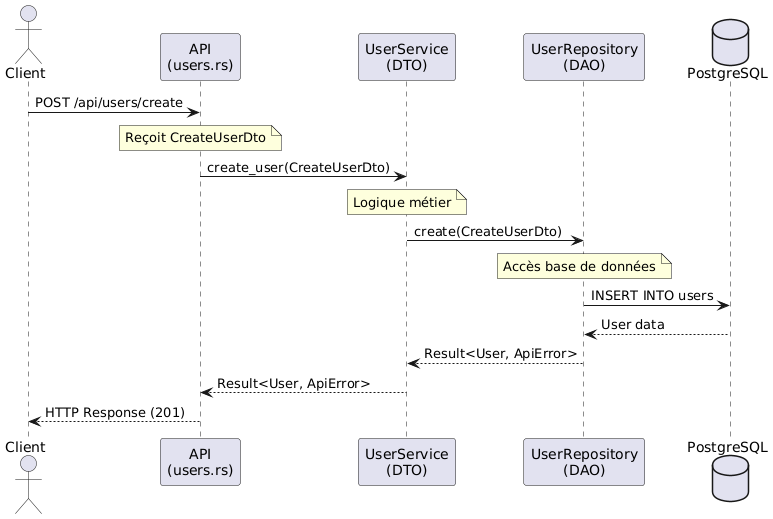 Client
API
(users.rs)
UserService
(DTO)
UserRepository
(DAO)
PostgreSQL
POST /api/users/create
Reçoit CreateUserDto
create_user(CreateUserDto)
Logique métier
create(CreateUserDto)
Accès base de données
INSERT INTO users
User data
Result<User, ApiError>
Result<User, ApiError>
HTTP Response (201)
Client
API
(users.rs)
UserService
(DTO)
UserRepository
(DAO)
PostgreSQL